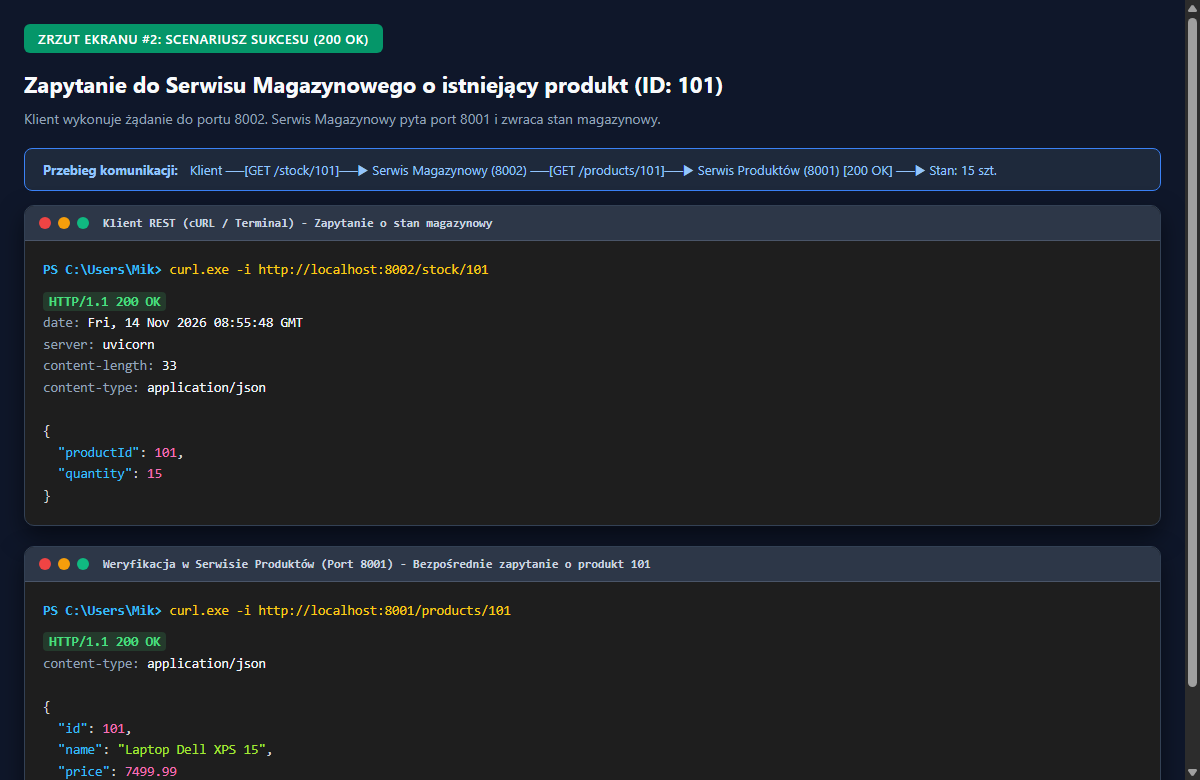 ZRZUT EKRANU #2: SCENARIUSZ SUKCESU (200 OK)
Zapytanie do Serwisu Magazynowego o istniejący produkt (ID: 101)
Klient wykonuje żądanie do portu 8002. Serwis Magazynowy pyta port 8001 i zwraca stan magazynowy.
Przebieg komunikacji: Klient ──[GET /stock/101]──▶ Serwis Magazynowy (8002) ──[GET /products/101]──▶ Serwis Produktów (8001) [200 OK] ──▶ Stan: 15 szt.
Klient REST (cURL / Terminal) - Zapytanie o stan magazynowy
PS C:\Users\Mik> curl.exe -i http://localhost:8002/stock/101
HTTP/1.1 200 OK
date: Fri, 14 Nov 2026 08:55:48 GMT
server: uvicorn
content-length: 33
content-type: application/json
{
"productId": 101,
"quantity": 15
}
Weryfikacja w Serwisie Produktów (Port 8001) - Bezpośrednie zapytanie o produkt 101
PS C:\Users\Mik> curl.exe -i http://localhost:8001/products/101
HTTP/1.1 200 OK
content-type: application/json
{
"id": 101,
"name": "Laptop Dell XPS 15",
"price": 7499.99